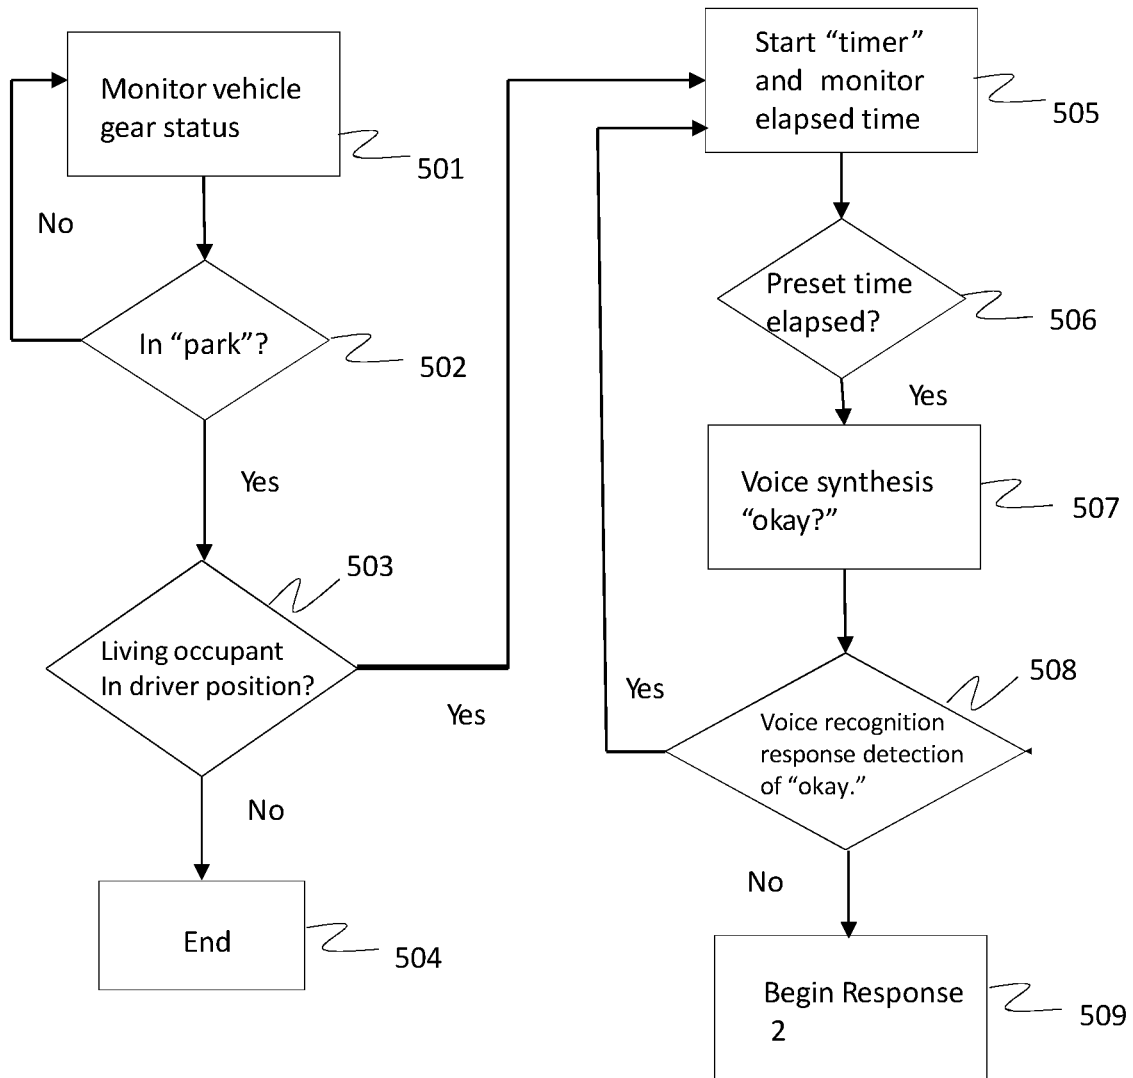 Monitor vehicle
gear status
501
No
In “park”?
502
Yes
503
Living occupant
In driver position?
Yes
No
End
504
Start “timer”
and monitor
elapsed time
505
Preset time
elapsed?
506
Yes
Voice synthesis
“okay?”
507
508
Yes
Voice recognition
response detection
of “okay.”
No
Begin Response
2
509